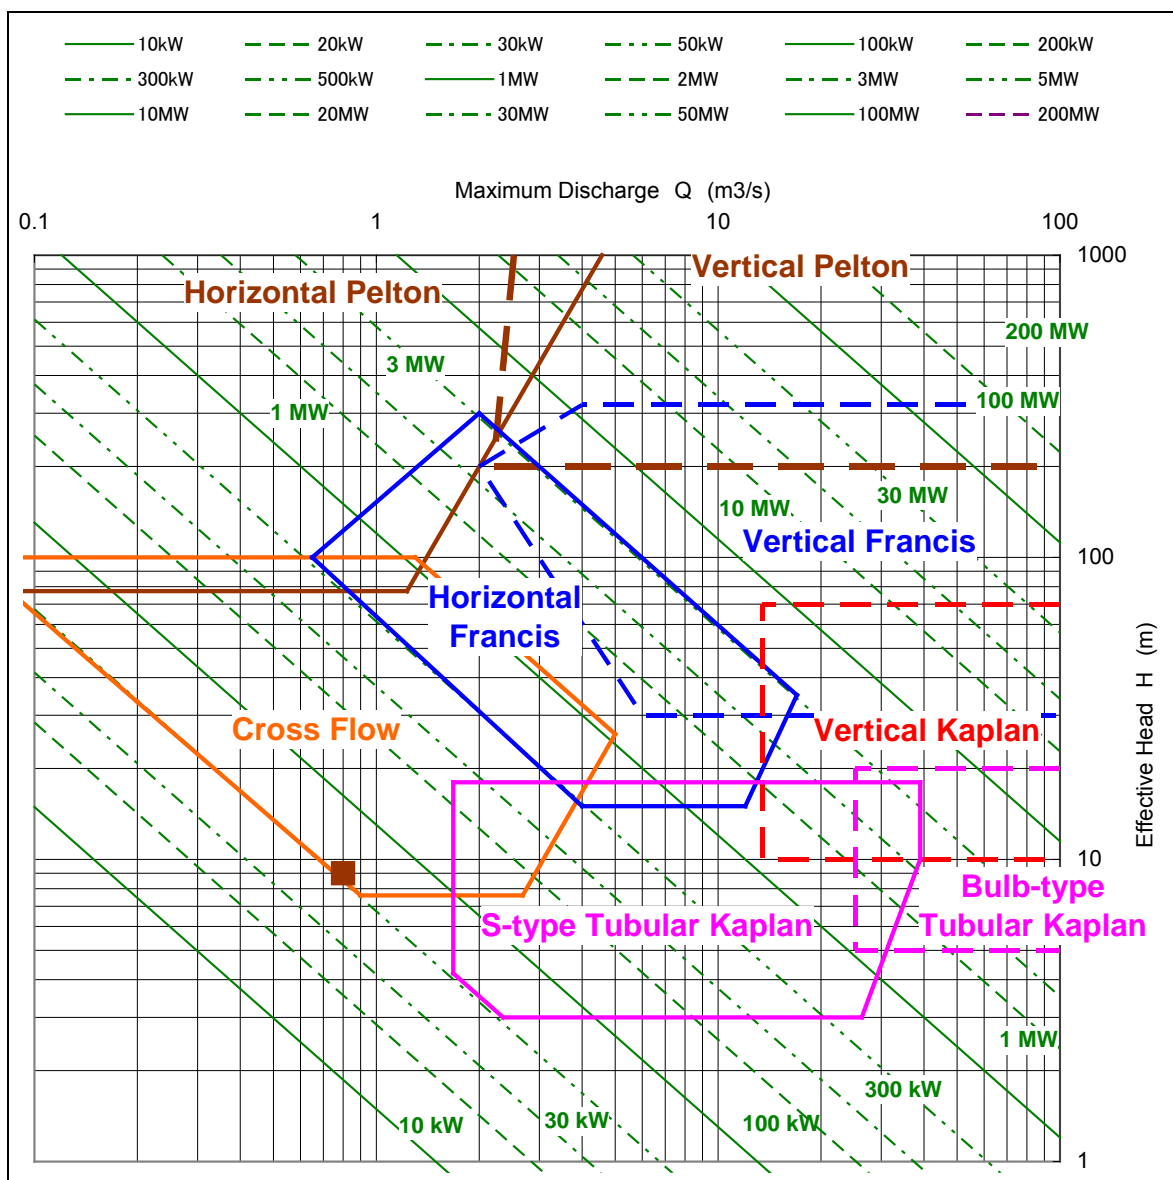 10kW 20kW 30kW 50kW 100kW 200kW
300kW 500kW 1MW 2MW 3MW 5MW
10MW 20MW 30MW 50MW 100MW 200MW
Maximum Discharge Q (m3/s)
0.1 1 10 100
1000
Vertical Pelton
Horizontal Pelton
200 MW
3 MW
100 MW
1 MW
30 MW
10 MW
Vertical Francis
100
Horizontal
Francis
Effective Head H (m)
Cross Flow
Vertical Kaplan
10
Bulb-type
Tubular Kaplan
S-type Tubular Kaplan
1 MW
300 kW
100 kW
30 kW
10 kW
1